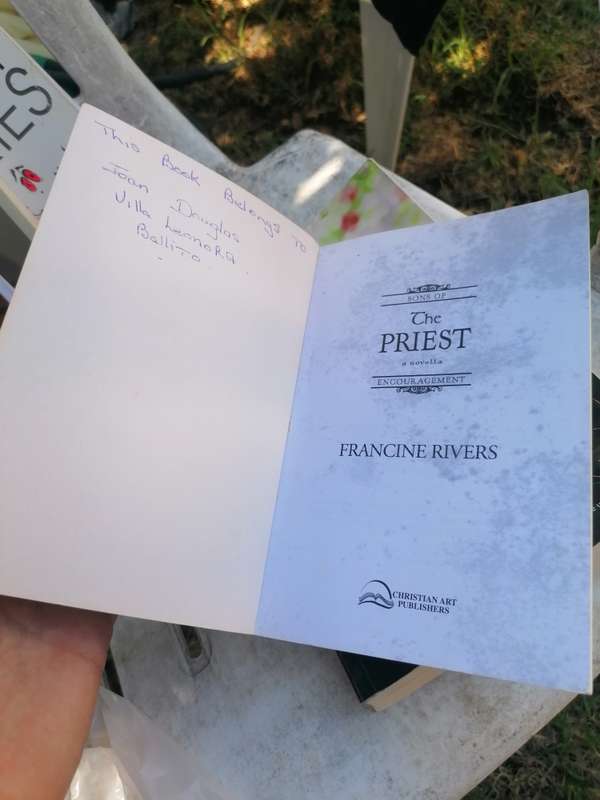 This Book Belongs To
Joan Douglas
Villa LeonoRA
BalliTo
SONS OF
The
PRIEST
a novella
ENCOURAGEMENT
FRANCINE RIVERS
CHRISTIAN ART
PUBLISHERS